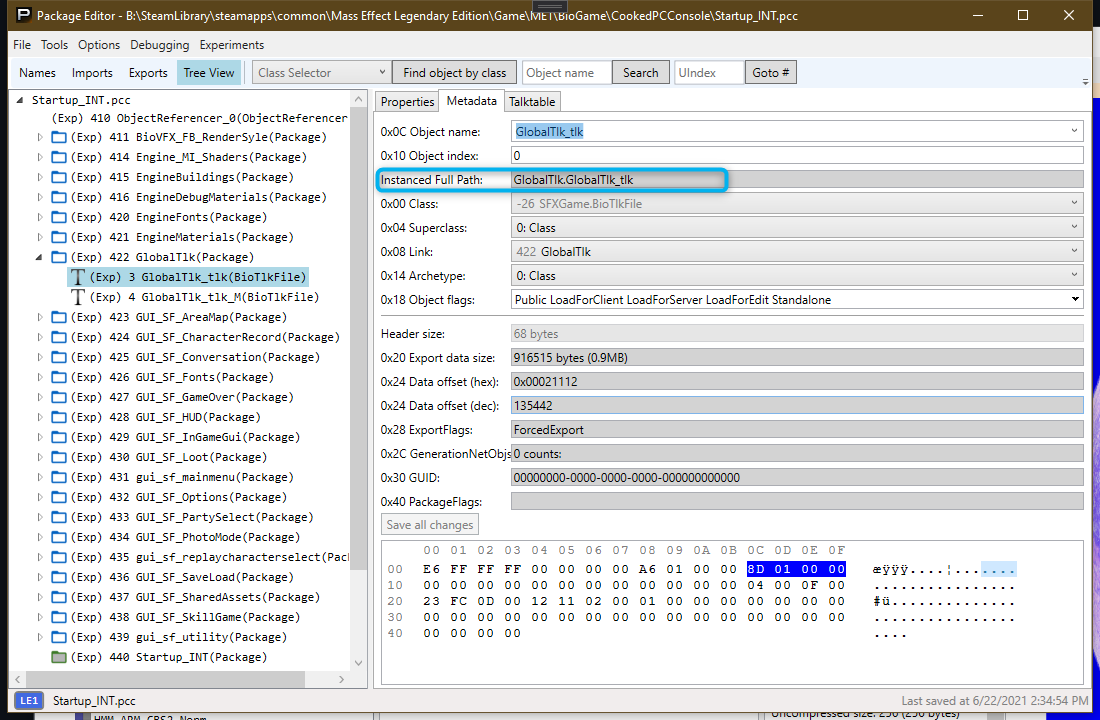 Package Editor - B:\SteamLibrary\steamapps\common\Mass Effect Legendary Edition\Game\ME1\BioGame\CookedPCConsole\Startup_INT.pcc
File Tools Options Debugging Experiments
Names Imports Exports Tree View Class Selector Find object by class Object name Search UIndex Goto #
Startup_INT.pcc
(Exp) 410 ObjectReferencer_0(ObjectReferencer
(Exp) 411 BioVFX_FB_RenderSyle(Package)
(Exp) 414 Engine_MI_Shaders(Package)
(Exp) 415 EngineBuildings(Package)
(Exp) 416 EngineDebugMaterials(Package)
(Exp) 420 EngineFonts(Package)
(Exp) 421 EngineMaterials(Package)
(Exp) 422 GlobalTlk(Package)
(Exp) 3 GlobalTlk_tlk(BioTlkFile)
(Exp) 4 GlobalTlk_tlk_M(BioTlkFile)
(Exp) 423 GUI_SF_AreaMap(Package)
(Exp) 424 GUI_SF_CharacterRecord(Package)
(Exp) 425 GUI_SF_Conversation(Package)
(Exp) 426 GUI_SF_Fonts(Package)
(Exp) 427 GUI_SF_GameOver(Package)
(Exp) 428 GUI_SF_HUD(Package)
(Exp) 429 GUI_SF_InGameGui(Package)
(Exp) 430 GUI_SF_Loot(Package)
(Exp) 431 gui_sf_mainmenu(Package)
(Exp) 432 GUI_SF_Options(Package)
(Exp) 433 GUI_SF_PartySelect(Package)
(Exp) 434 GUI_SF_PhotoMode(Package)
(Exp) 435 gui_sf_replaycharacterselect(Pack
(Exp) 436 GUI_SF_SaveLoad(Package)
(Exp) 437 GUI_SF_SharedAssets(Package)
(Exp) 438 GUI_SF_SkillGame(Package)
(Exp) 439 gui_sf_utility(Package)
(Exp) 440 Startup_INT(Package)
Properties Metadata Talktable
0x0C Object name: GlobalTlk_tlk
0x10 Object index: 0
Instanced Full Path: GlobalTlk.GlobalTlk_tlk
0x00 Class: -26 SFXGame.BioTlkFile
0x04 Superclass: 0: Class
0x08 Link: 422 GlobalTlk
0x14 Archetype: 0: Class
0x18 Object flags: Public LoadForClient LoadForServer LoadForEdit Standalone
Header size: 68 bytes
0x20 Export data size: 916515 bytes (0.9MB)
0x24 Data offset (hex): 0x00021112
0x24 Data offset (dec): 135442
0x28 ExportFlags: ForcedExport
0x2C GenerationNetObjs 0 counts:
0x30 GUID: 00000000-0000-0000-0000-000000000000
0x40 PackageFlags:
Save all changes
00 01 02 03 04 05 06 07 08 09 0A 0B 0C 0D 0E 0F
00 E6 FF FF FF 00 00 00 00 A6 01 00 00 8D 01 00 00 æÿÿÿ....¦.......
10 00 00 00 00 00 00 00 00 00 00 00 00 04 00 0F 00 ................
20 23 FC 0D 00 12 11 02 00 01 00 00 00 00 00 00 00 #ü..............
30 00 00 00 00 00 00 00 00 00 00 00 00 00 00 00 00 ................
40 00 00 00 00 ....
LE1 Startup_INT.pcc Last saved at 6/22/2021 2:34:54 PM